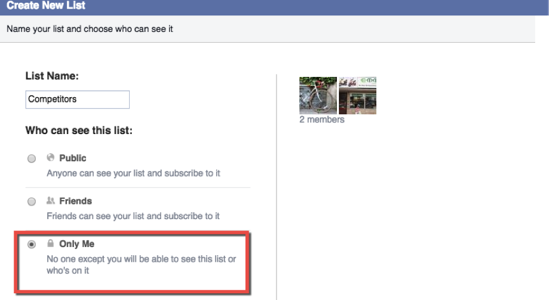 Create New List
Name your list and choose who can see it
List Name:
Competitors
2 members
Who can see this list:
Public
Anyone can see your list and subscribe to it
Friends
Friends can see your list and subscribe to it
Only Me
No one except you will be able to see this list or
who's on it